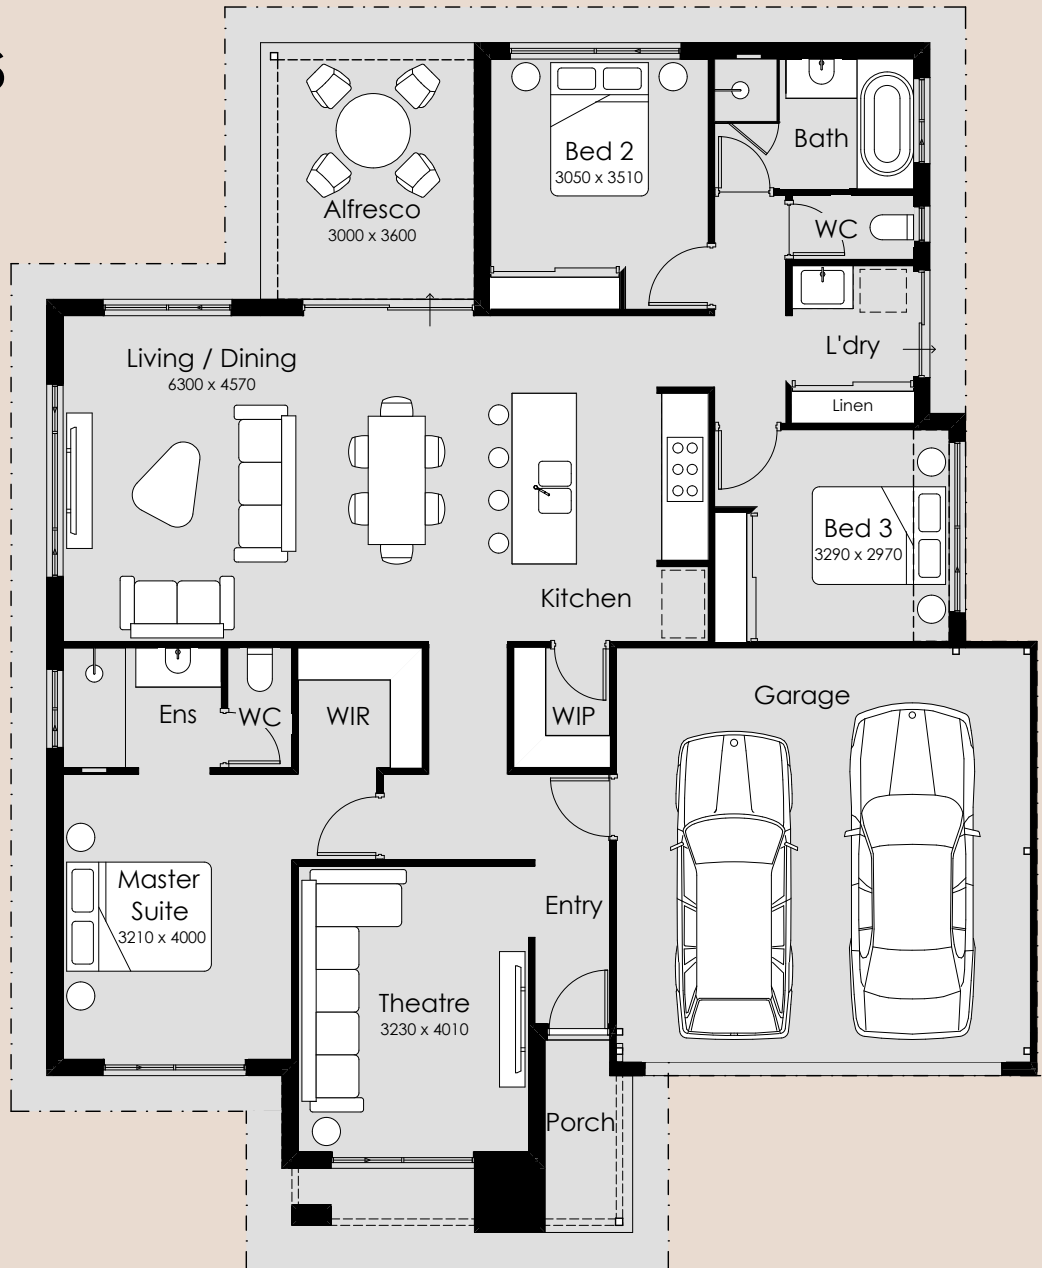 Bed 2
3050 x 3510
Bath
Alfresco
3000 x 3600
WC
Living / Dining
6300 x 4570
L'dry
Linen
Bed 3
3290 x 2970
Kitchen
Ens
WC
WIR
WIP
Garage
Master
Suite
3210 x 4000
Entry
Theatre
3230 x 4010
Porch